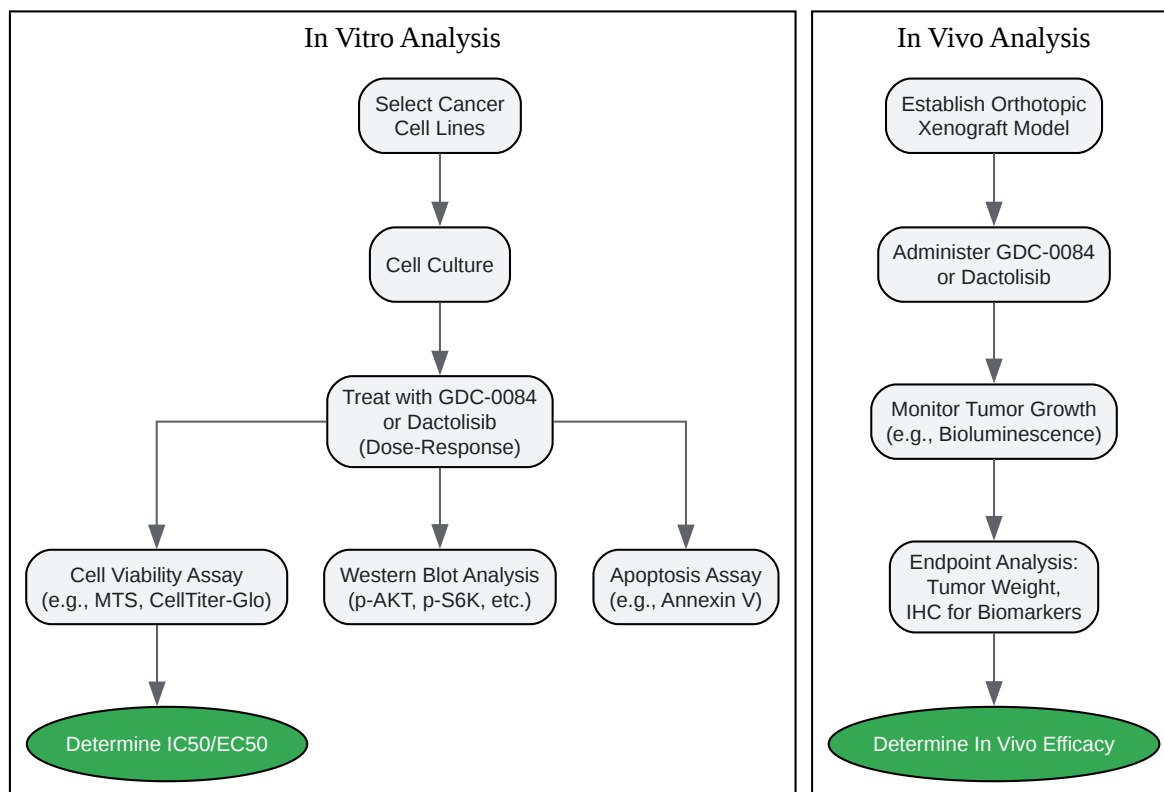 In Vitro Analysis
Select Cancer
Cell Lines
Cell Culture
Treat with GDC-0084
or Dactolisib
(Dose-Response)
Cell Viability Assay
(e.g., MTS, CellTiter-Glo)
Western Blot Analysis
(p-AKT, p-S6K, etc.)
Apoptosis Assay
(e.g., Annexin V)
Determine IC50/EC50
In Vivo Analysis
Establish Orthotopic
Xenograft Model
Administer GDC-0084
or Dactolisib
Monitor Tumor Growth
(e.g., Bioluminescence)
Endpoint Analysis:
Tumor Weight,
IHC for Biomarkers
Determine In Vivo Efficacy